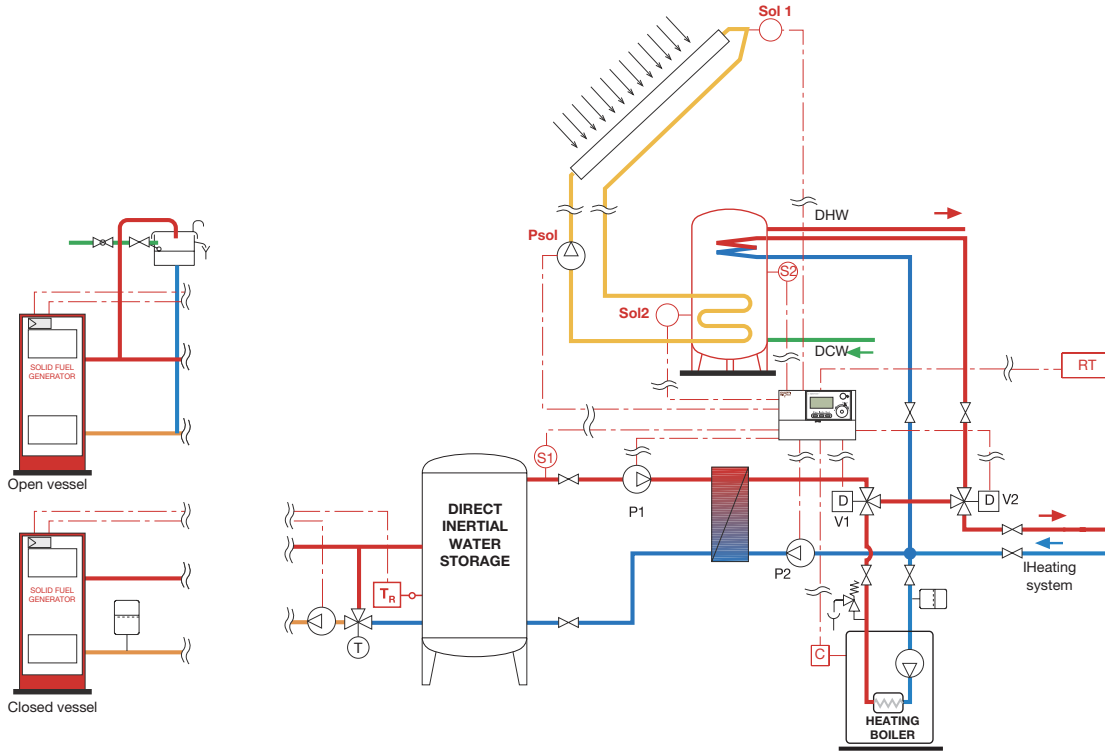 Sol 1
DHW
Psol
S2
Sol2
DCW
RT
SOLID FUEL
GENERATOR
Open vessel
S1
P1
D
V1
D
V2
DIRECT
INERTIAL
WATER
STORAGE
P2
IHeating
system
SOLID FUEL
GENERATOR
TR
T
C
HEATING
BOILER
Closed vessel